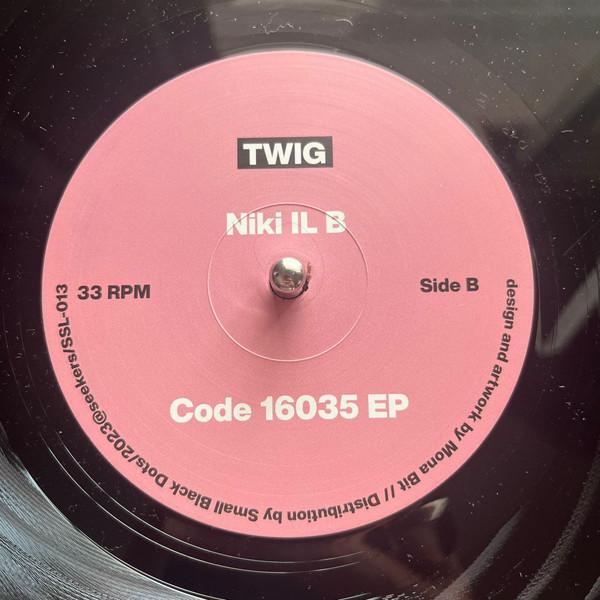 TWIG
Niki IL B
33 RPM
Side B
Code 16035 EP
design and artwork by Mona Bit // Distribution by Small Black Dots/2023@seekers/SSL-013